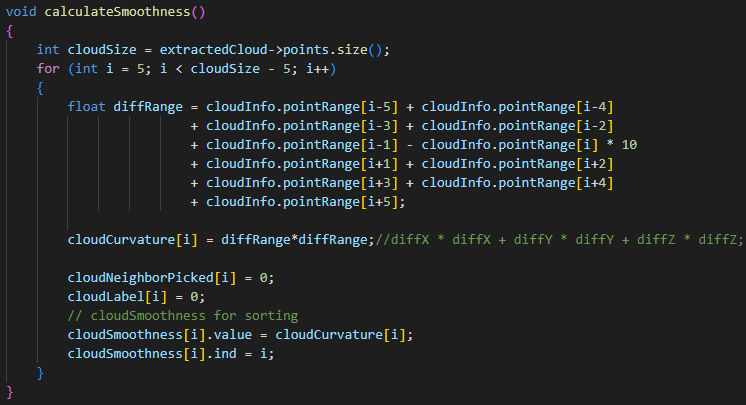 void calculateSmoothness()
{
    int cloudSize = extractedCloud->points.size();
    for (int i = 5; i < cloudSize - 5; i++)
    {
        float diffRange = cloudInfo.pointRange[i-5] + cloudInfo.pointRange[i-4]
                        + cloudInfo.pointRange[i-3] + cloudInfo.pointRange[i-2]
                        + cloudInfo.pointRange[i-1] - cloudInfo.pointRange[i] * 10
                        + cloudInfo.pointRange[i+1] + cloudInfo.pointRange[i+2]
                        + cloudInfo.pointRange[i+3] + cloudInfo.pointRange[i+4]
                        + cloudInfo.pointRange[i+5];

        cloudCurvature[i] = diffRange*diffRange;//diffX * diffX + diffY * diffY + diffZ * diffZ;

        cloudNeighborPicked[i] = 0;
        cloudLabel[i] = 0;
        // cloudSmoothness for sorting
        cloudSmoothness[i].value = cloudCurvature[i];
        cloudSmoothness[i].ind = i;
    }
}